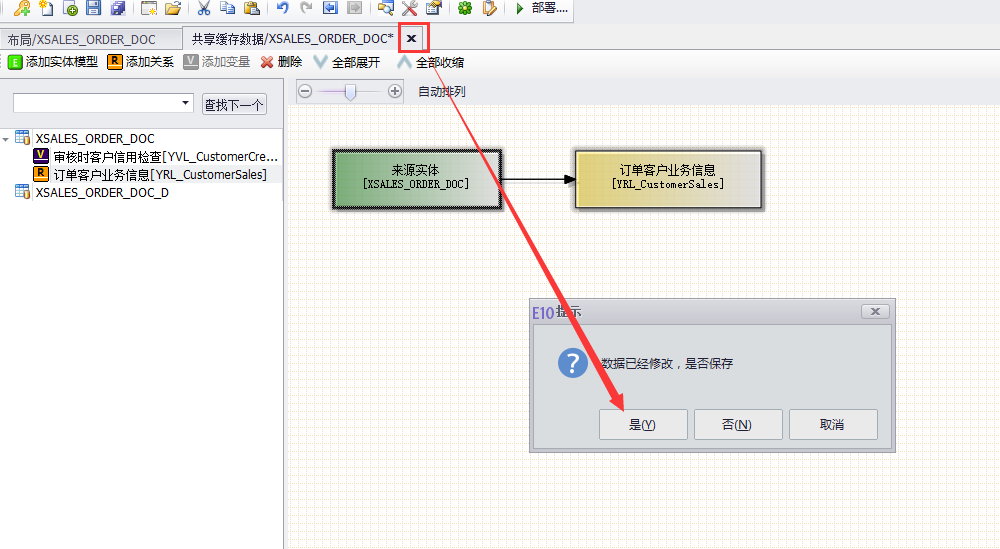 部署....
布局/XSALES_ORDER_DOC
共享缓存数据/XSALES_ORDER_DOC*
E 添加实体模型 R 添加关系 V 添加变量 删除 全部展开 全部收缩
自动排列
查找下一个
XSALES_ORDER_DOC
V 审核时客户信用检查[YVL_CustomerCre...
R 订单客户业务信息[YRL_CustomerSales]
XSALES_ORDER_DOC_D
来源实体
[XSALES_ORDER_DOC]
订单客户业务信息
[YRL_CustomerSales]
E10 提示
数据已经修改，是否保存
是(Y) 否(N) 取消